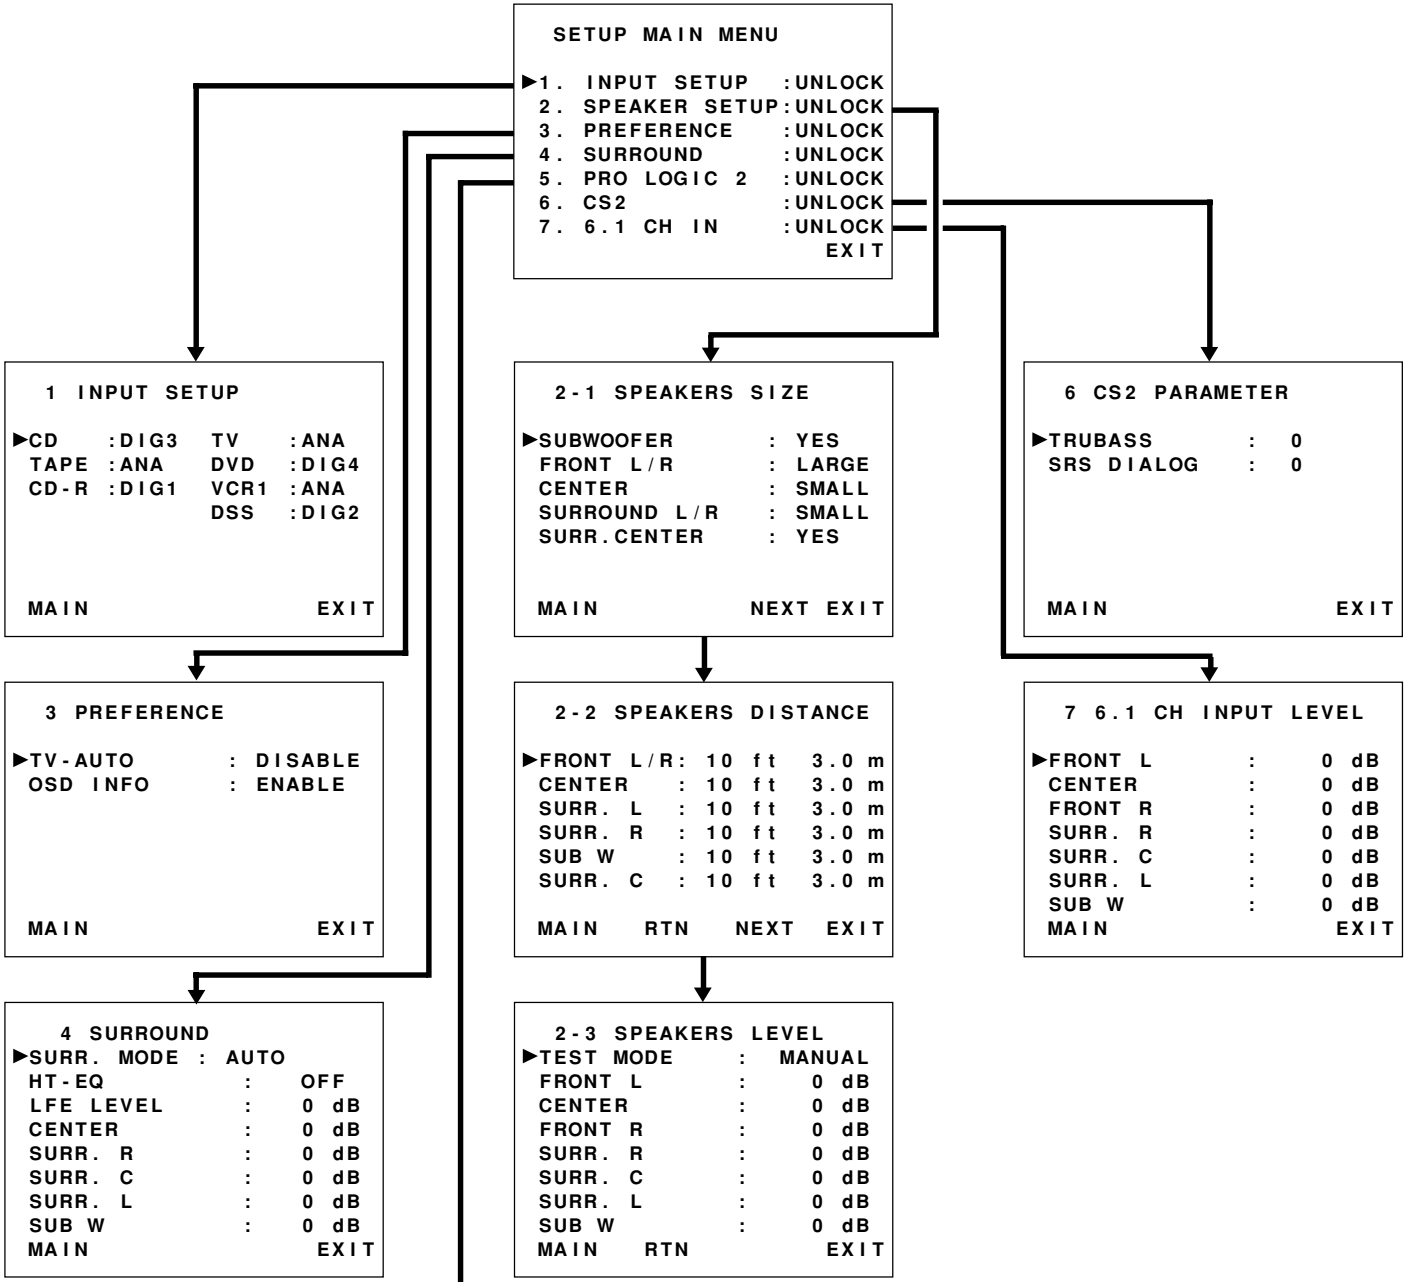 SETUP MAIN MENU
▶1. INPUT SETUP :UNLOCK
2. SPEAKER SETUP:UNLOCK
3. PREFERENCE :UNLOCK
4. SURROUND :UNLOCK
5. PRO LOGIC 2 :UNLOCK
6. CS2 :UNLOCK
7. 6.1 CH IN :UNLOCK
EXIT
1 INPUT SETUP
▶CD :DIG3 TV :ANA
TAPE :ANA DVD :DIG4
CD-R :DIG1 VCR1 :ANA
DSS :DIG2
MAIN EXIT
2-1 SPEAKERS SIZE
▶SUBWOOFER : YES
FRONT L/R : LARGE
CENTER : SMALL
SURROUND L/R : SMALL
SURR.CENTER : YES
MAIN NEXT EXIT
6 CS2 PARAMETER
▶TRUBASS : 0
SRS DIALOG : 0
MAIN EXIT
3 PREFERENCE
▶TV-AUTO : DISABLE
OSD INFO : ENABLE
MAIN EXIT
2-2 SPEAKERS DISTANCE
▶FRONT L/R: 10 ft 3.0 m
CENTER : 10 ft 3.0 m
SURR. L : 10 ft 3.0 m
SURR. R : 10 ft 3.0 m
SUB W : 10 ft 3.0 m
SURR. C : 10 ft 3.0 m
MAIN RTN NEXT EXIT
7 6.1 CH INPUT LEVEL
▶FRONT L : 0 dB
CENTER : 0 dB
FRONT R : 0 dB
SURR. R : 0 dB
SURR. C : 0 dB
SURR. L : 0 dB
SUB W : 0 dB
MAIN EXIT
4 SURROUND
▶SURR. MODE : AUTO
HT-EQ : OFF
LFE LEVEL : 0 dB
CENTER : 0 dB
SURR. R : 0 dB
SURR. C : 0 dB
SURR. L : 0 dB
SUB W : 0 dB
MAIN EXIT
2-3 SPEAKERS LEVEL
▶TEST MODE : MANUAL
FRONT L : 0 dB
CENTER : 0 dB
FRONT R : 0 dB
SURR. R : 0 dB
SURR. C : 0 dB
SURR. L : 0 dB
SUB W : 0 dB
MAIN RTN EXIT